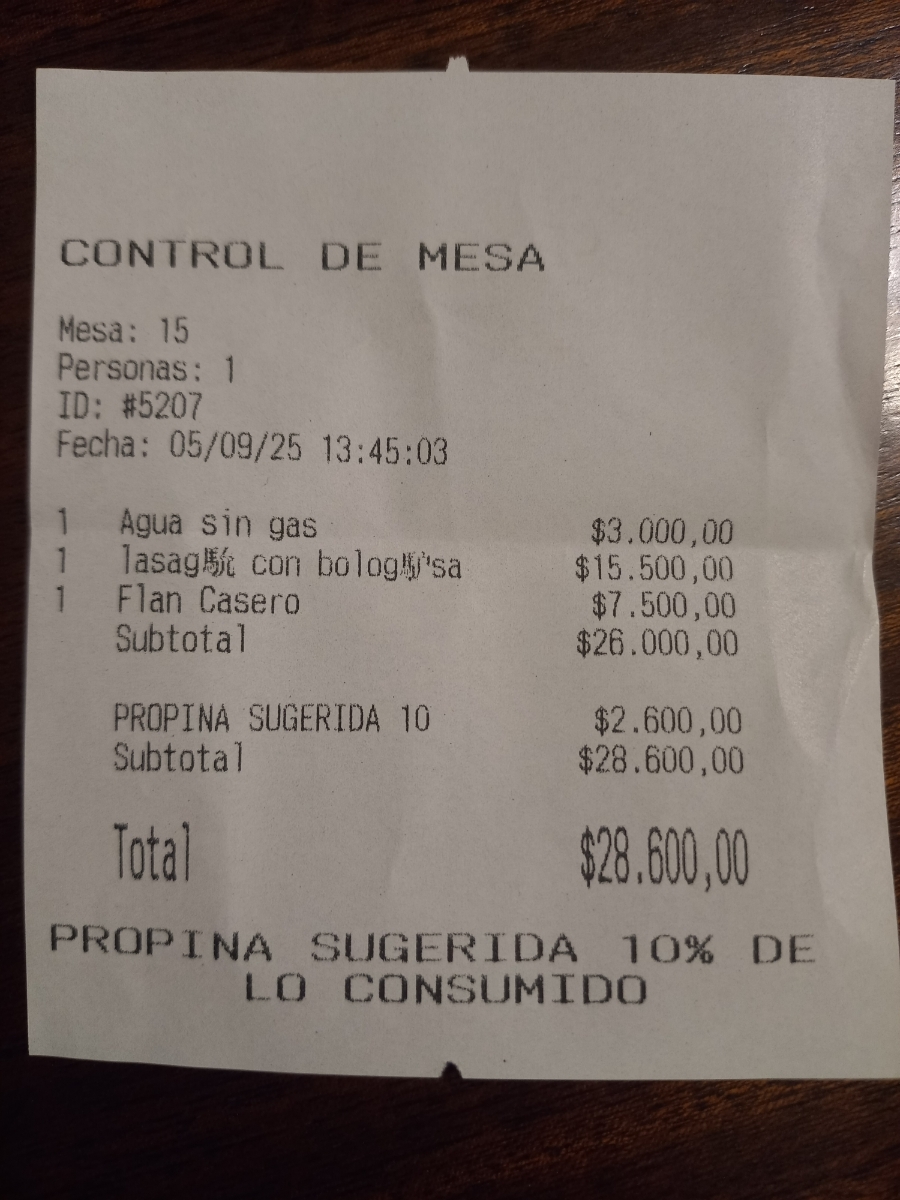 CONTROL DE MESA
Mesa: 15
Personas: 1
ID: #5207
Fecha: 05/09/25 13:45:03
1 Agua sin gas $3.000,00
1 lasag駪 con bolog駸sa $15.500,00
1 Flan Casero $7.500,00
Subtotal $26.000,00
PROPINA SUGERIDA 10 $2.600,00
Subtotal $28.600,00
Total $28.600,00
PROPINA SUGERIDA 10% DE
LO CONSUMIDO